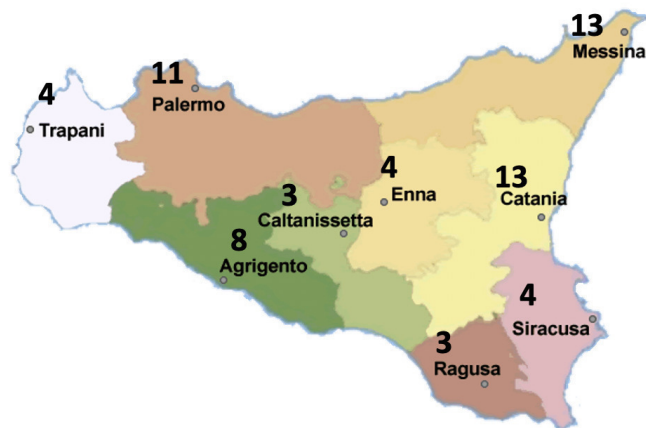 13
Messina
11
Palermo
4
Trapani
4
Enna
3
Caltanissetta
13
Catania
8
Agrigento
4
Siracusa
3
Ragusa